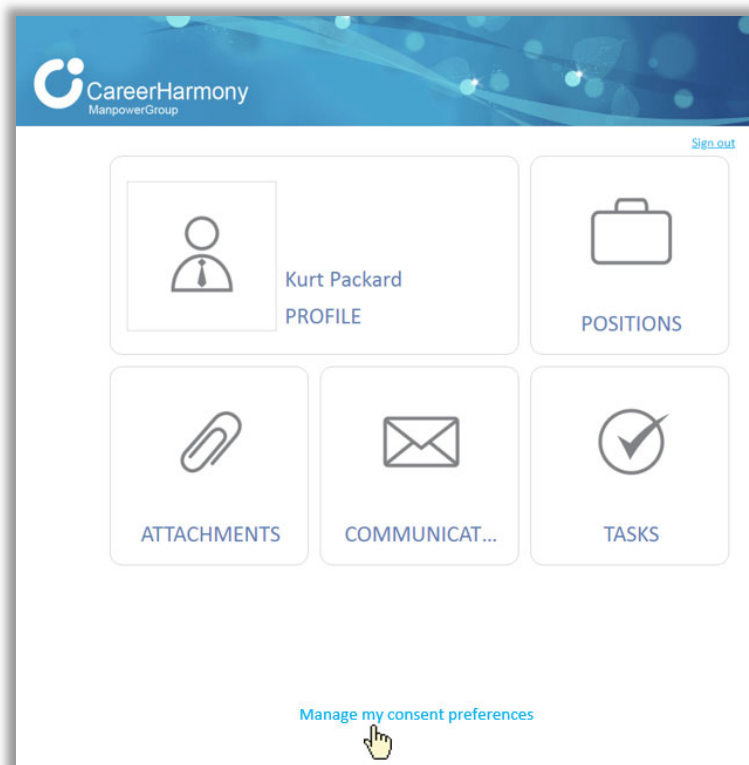 CareerHarmony
ManpowerGroup
Sign out
Kurt Packard
PROFILE
POSITIONS
ATTACHMENTS
COMMUNICAT...
TASKS
Manage my consent preferences